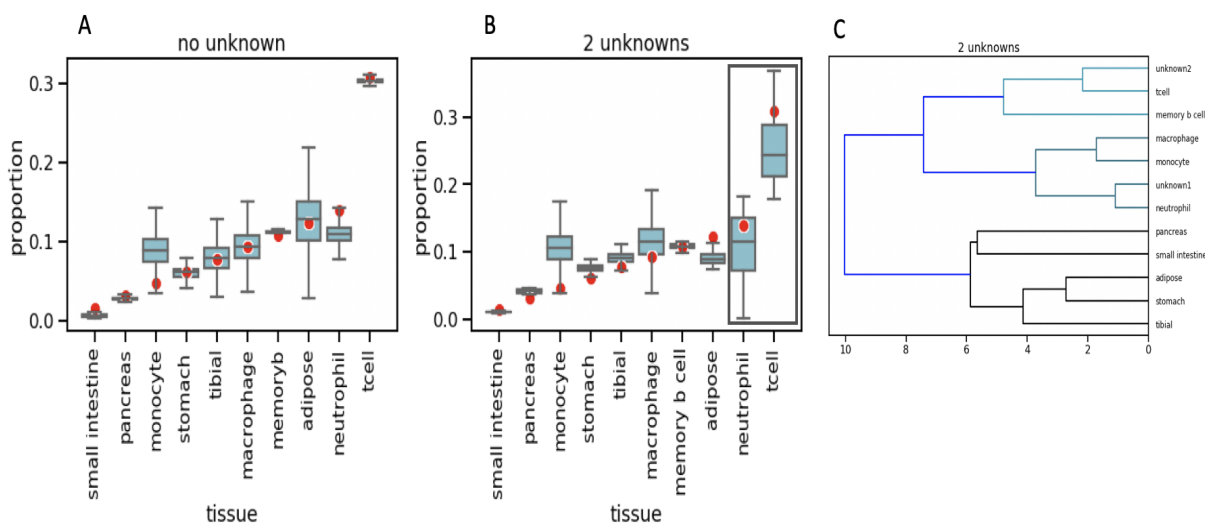 A
no unknown
proportion
0.3
0.2
0.1
0.0
small intestine
pancreas
monocyte
stomach
tibial
macrophage
memoryb
adipose
neutrophil
tcell
tissue
B
2 unknowns
proportion
0.3
0.2
0.1
0.0
small intestine
pancreas
monocyte
stomach
tibial
macrophage
memory b cell
adipose
neutrophil
tcell
tissue
C
2 unknowns
unknown2
tcell
memory b cell
macrophage
monocyte
unknown1
neutrophil
pancreas
small intestine
adipose
stomach
tibial
10 8 6 4 2 0